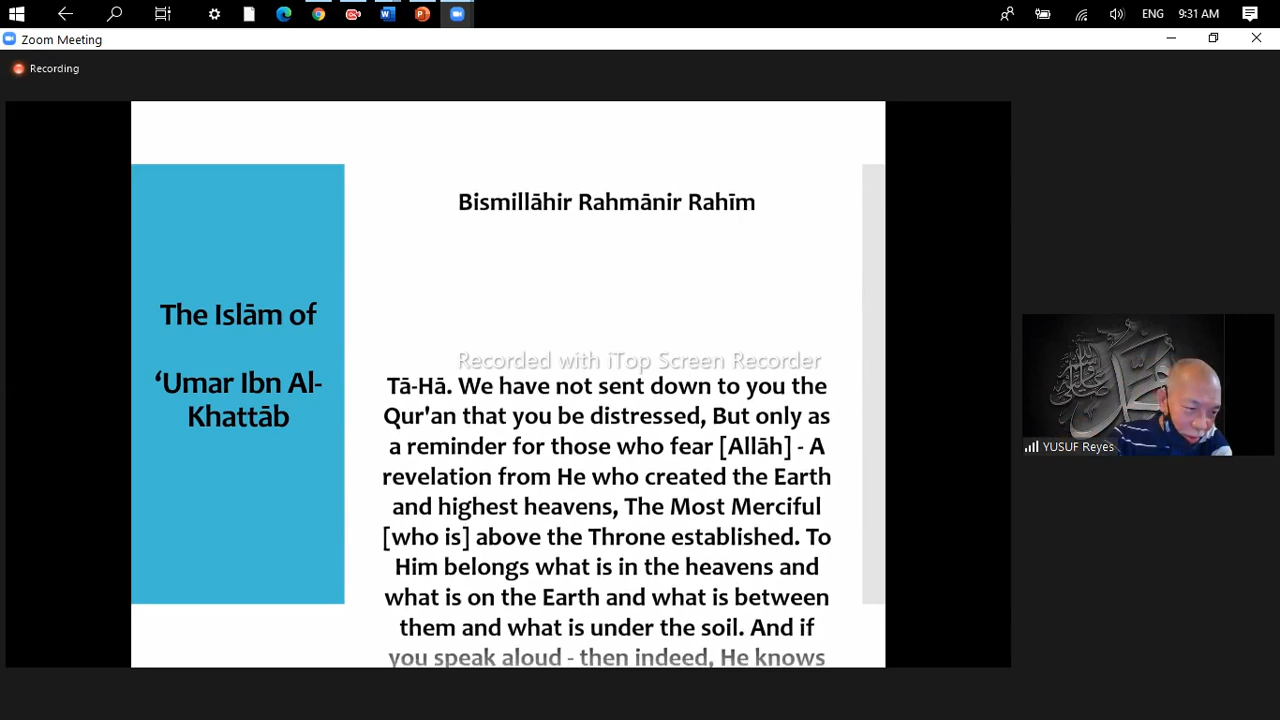 ENG 9:31 AM
Zoom Meeting
Recording
Bismillāhir Rahmānir Rahīm
The Islām of
‘Umar Ibn Al-
Khattāb
Recorded with iTop Screen Recorder
Tā-Hā. We have not sent down to you the
Qur'an that you be distressed, But only as
a reminder for those who fear [Allāh] - A
revelation from He who created the Earth
and highest heavens, The Most Merciful
[who is] above the Throne established. To
Him belongs what is in the heavens and
what is on the Earth and what is between
them and what is under the soil. And if
you speak aloud - then indeed, He knows
YUSUF Reyes